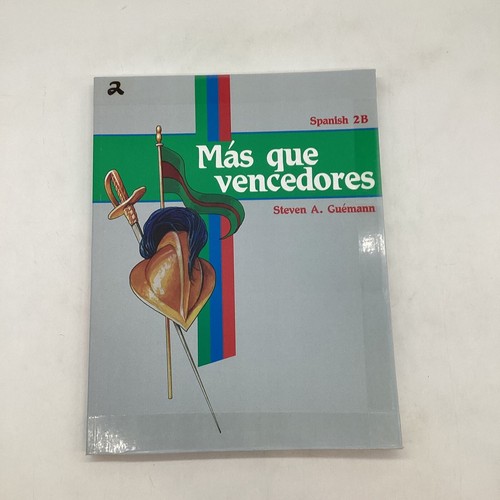 2
Spanish 2B
Más que
vencedores
Steven A. Guémann